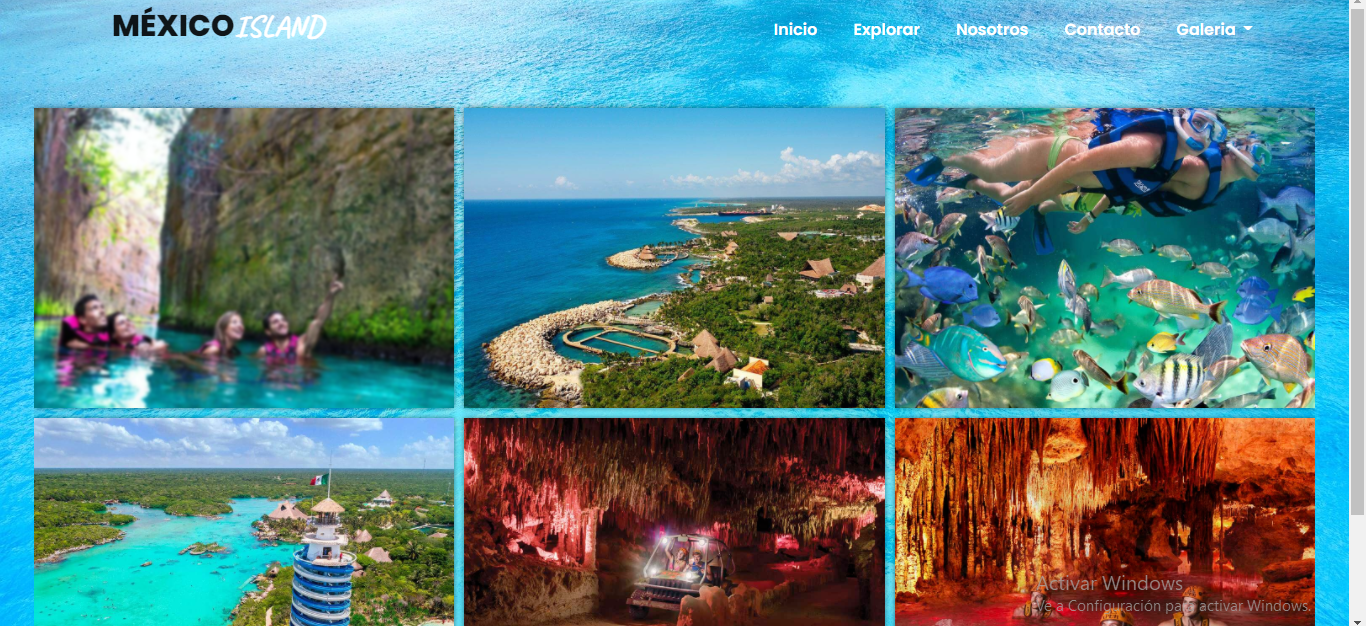 MÉXICO ISLAND
Inicio Explorar Nosotros Contacto Galeria
Activar Windows
Ve a Configuración para activar Windows.